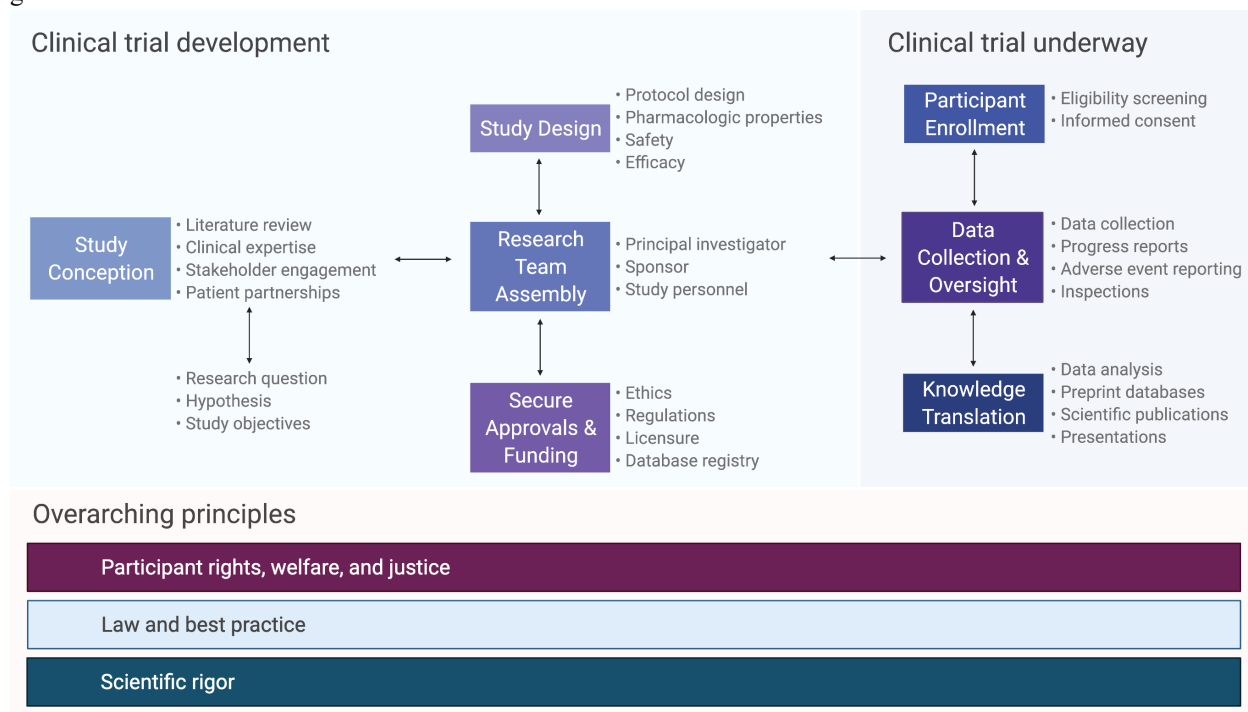 Clinical trial development
Study Design
• Protocol design
• Pharmacologic properties
• Safety
• Efficacy
Study
Conception
• Literature review
• Clinical expertise
• Stakeholder engagement
• Patient partnerships
• Research question
• Hypothesis
• Study objectives
Research
Team
Assembly
• Principal investigator
• Sponsor
• Study personnel
Secure
Approvals &
Funding
• Ethics
• Regulations
• Licensure
• Database registry
Clinical trial underway
Participant
Enrollment
• Eligibility screening
• Informed consent
Data
Collection &
Oversight
• Data collection
• Progress reports
• Adverse event reporting
• Inspections
Knowledge
Translation
• Data analysis
• Preprint databases
• Scientific publications
• Presentations
Overarching principles
Participant rights, welfare, and justice
Law and best practice
Scientific rigor